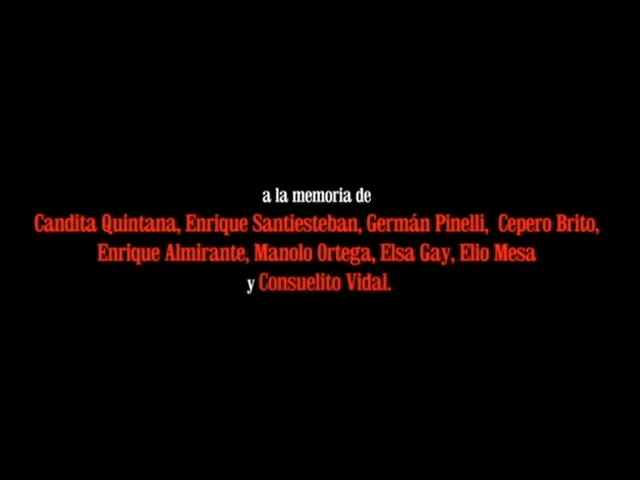 a la memoria de
Candita Quintana, Enrique Santiesteban, Germán Pinelli, Cepero Brito,
Enrique Almirante, Manolo Ortega, Elsa Gay, Elio Mesa
y Consuelito Vidal.